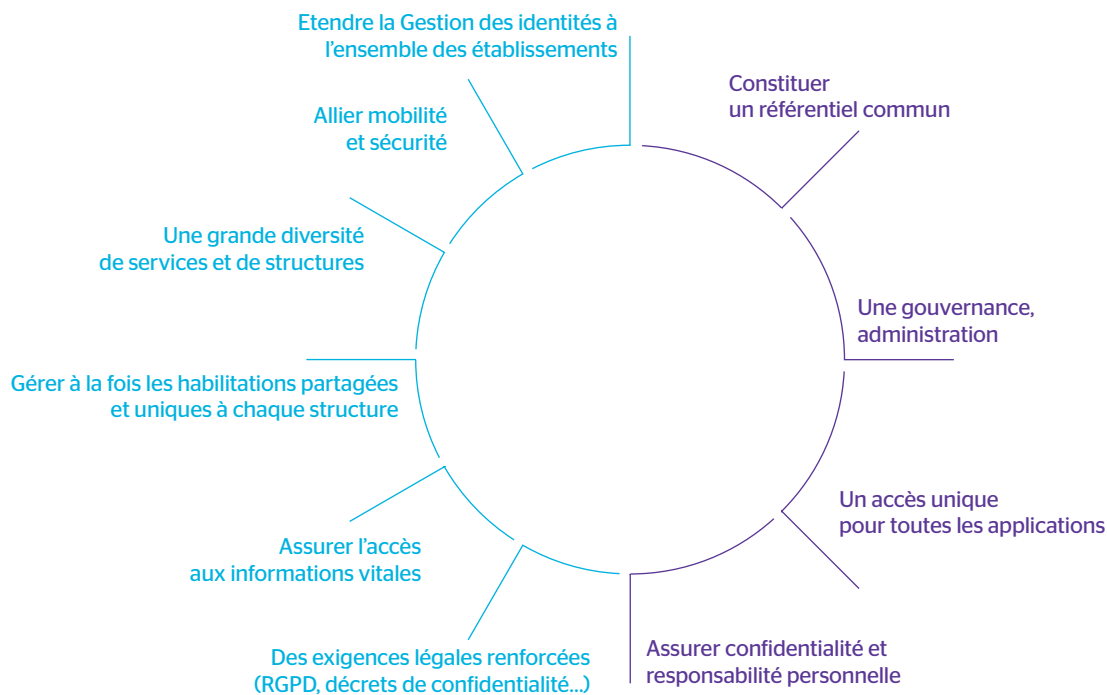 Etendre la Gestion des identités à
l'ensemble des établissements
Constituer
un référentiel commun
Allier mobilité
et sécurité
Une grande diversité
de services et de structures
Une gouvernance,
administration
Gérer à la fois les habilitations partagées
et uniques à chaque structure
Un accès unique
pour toutes les applications
Assurer l'accès
aux informations vitales
Des exigences légales renforcées
(RGPD, décrets de confidentialité...)
Assurer confidentialité et
responsabilité personnelle